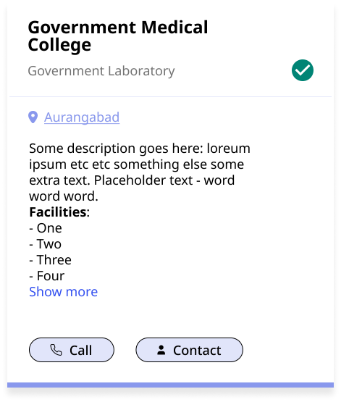 Government Medical
College
Government Laboratory
Aurangabad
Some description goes here: loreum
ipsum etc etc something else some
extra text. Placeholder text - word
word word.
Facilities:
- One
- Two
- Three
- Four
Show more
Call
Contact